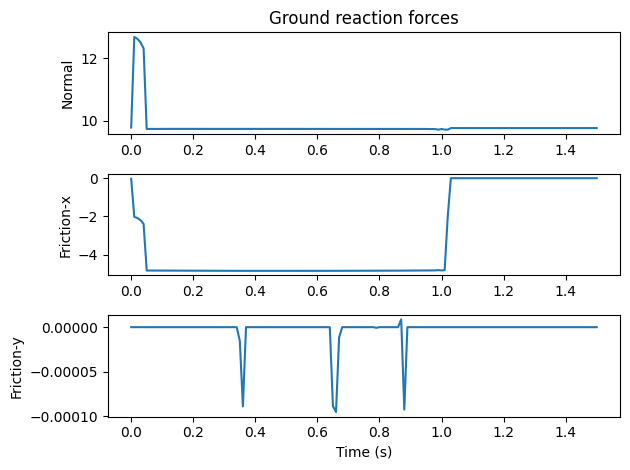 Ground reaction forces
Normal
12
10
0.0 0.2 0.4 0.6 0.8 1.0 1.2 1.4
Friction-x
0
−2
−4
0.0 0.2 0.4 0.6 0.8 1.0 1.2 1.4
Friction-y
0.00000
−0.00005
−0.00010
0.0 0.2 0.4 0.6 0.8 1.0 1.2 1.4
Time (s)